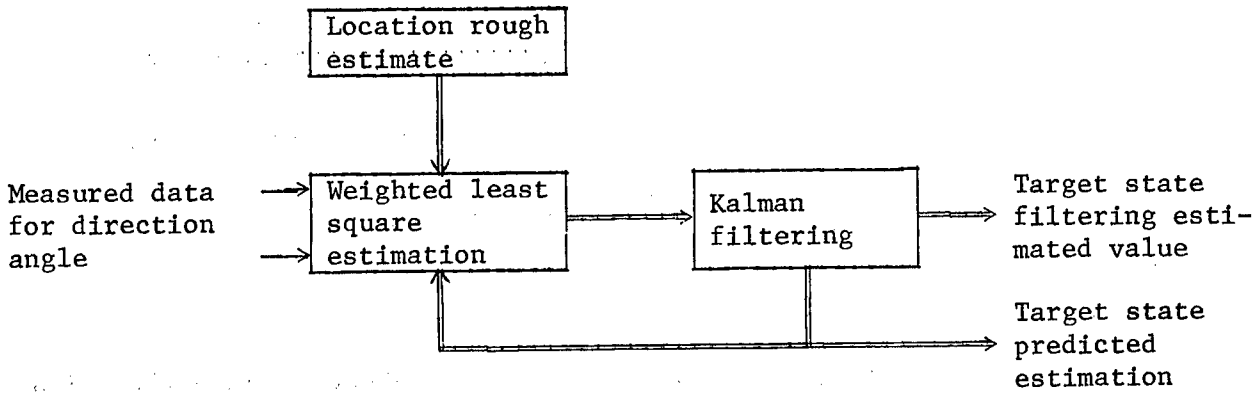 Location rough
estimate
Measured data
for direction
angle
Weighted least
square
estimation
Kalman
filtering
Target state
filtering esti-
mated value
Target state
predicted
estimation